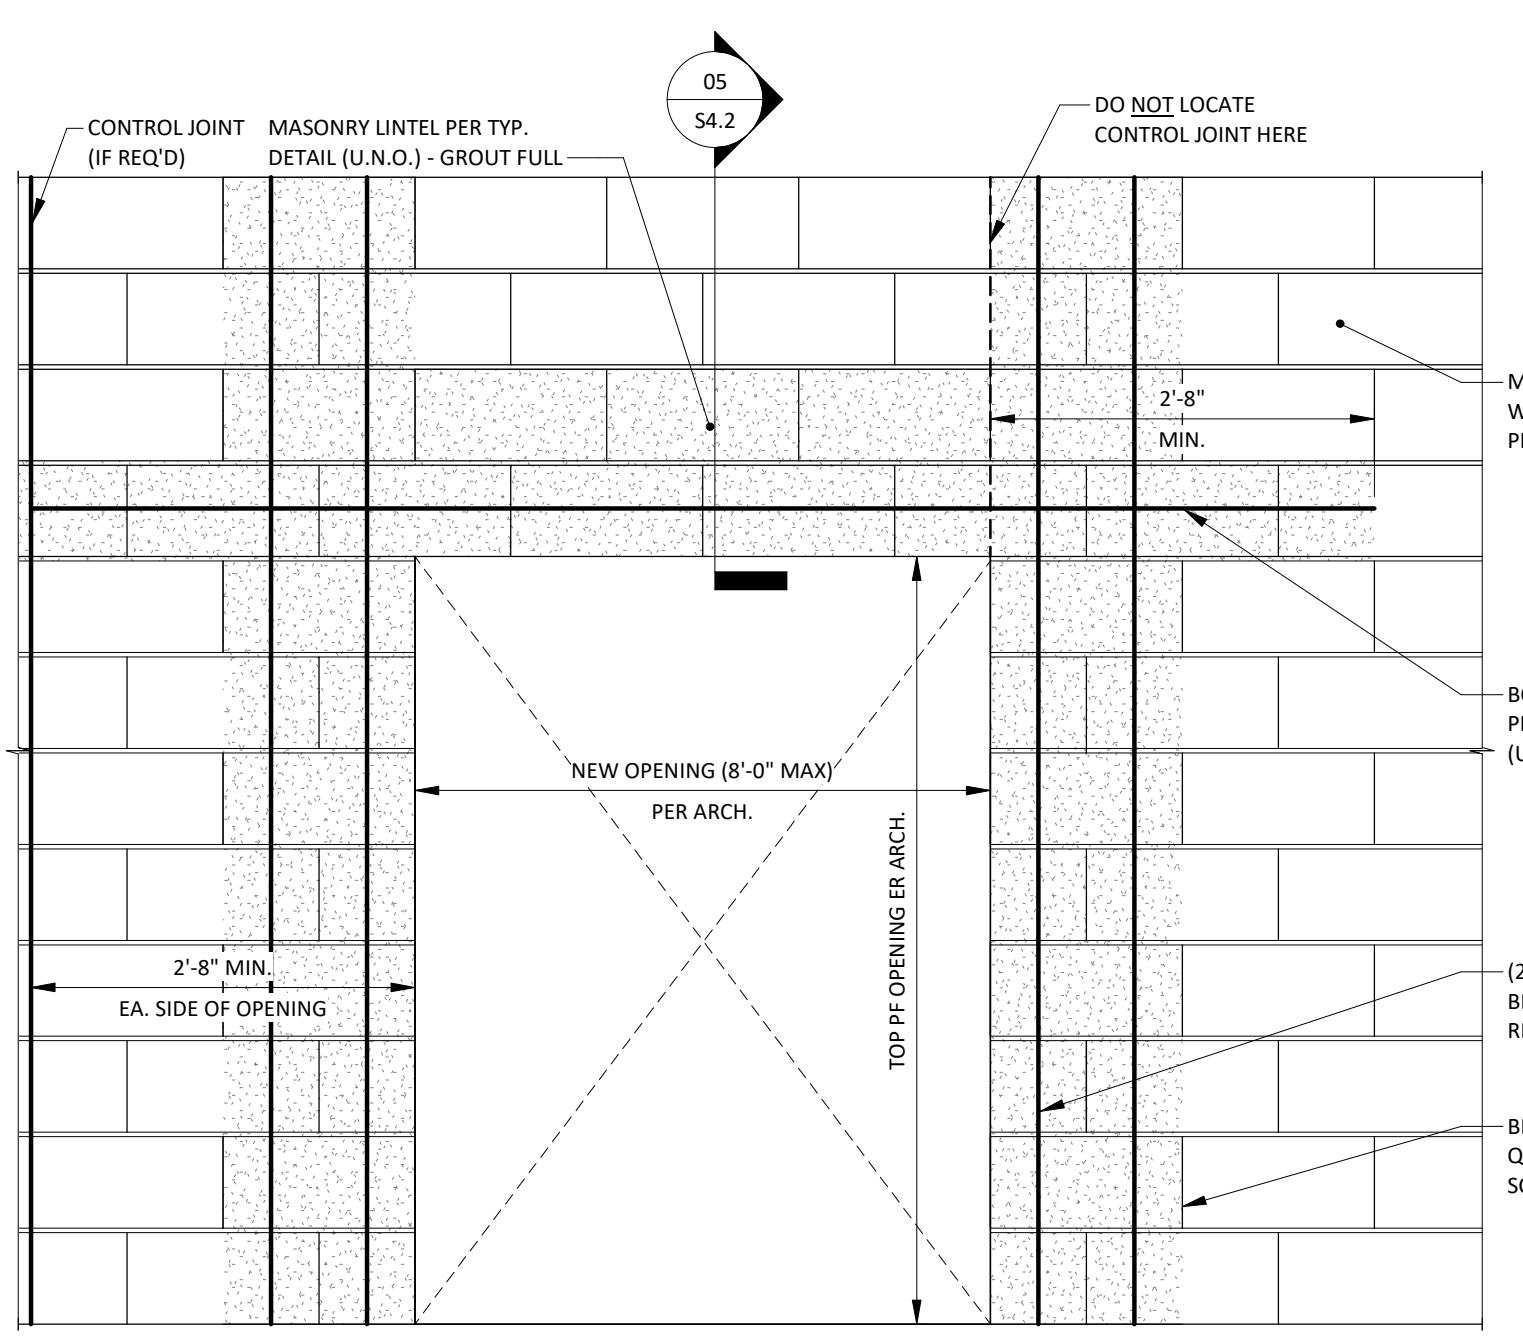 05
S4.2
CONTROL JOINT
(IF REQ'D)
MASONRY LINTEL PER TYP.
DETAIL (U.N.O.) - GROUT FULL
DO NOT LOCATE
CONTROL JOINT HERE
2'-8"
MIN.
NEW OPENING (8'-0" MAX)
PER ARCH.
TOP PF OPENING ER ARCH.
2'-8" MIN.
EA. SIDE OF OPENING